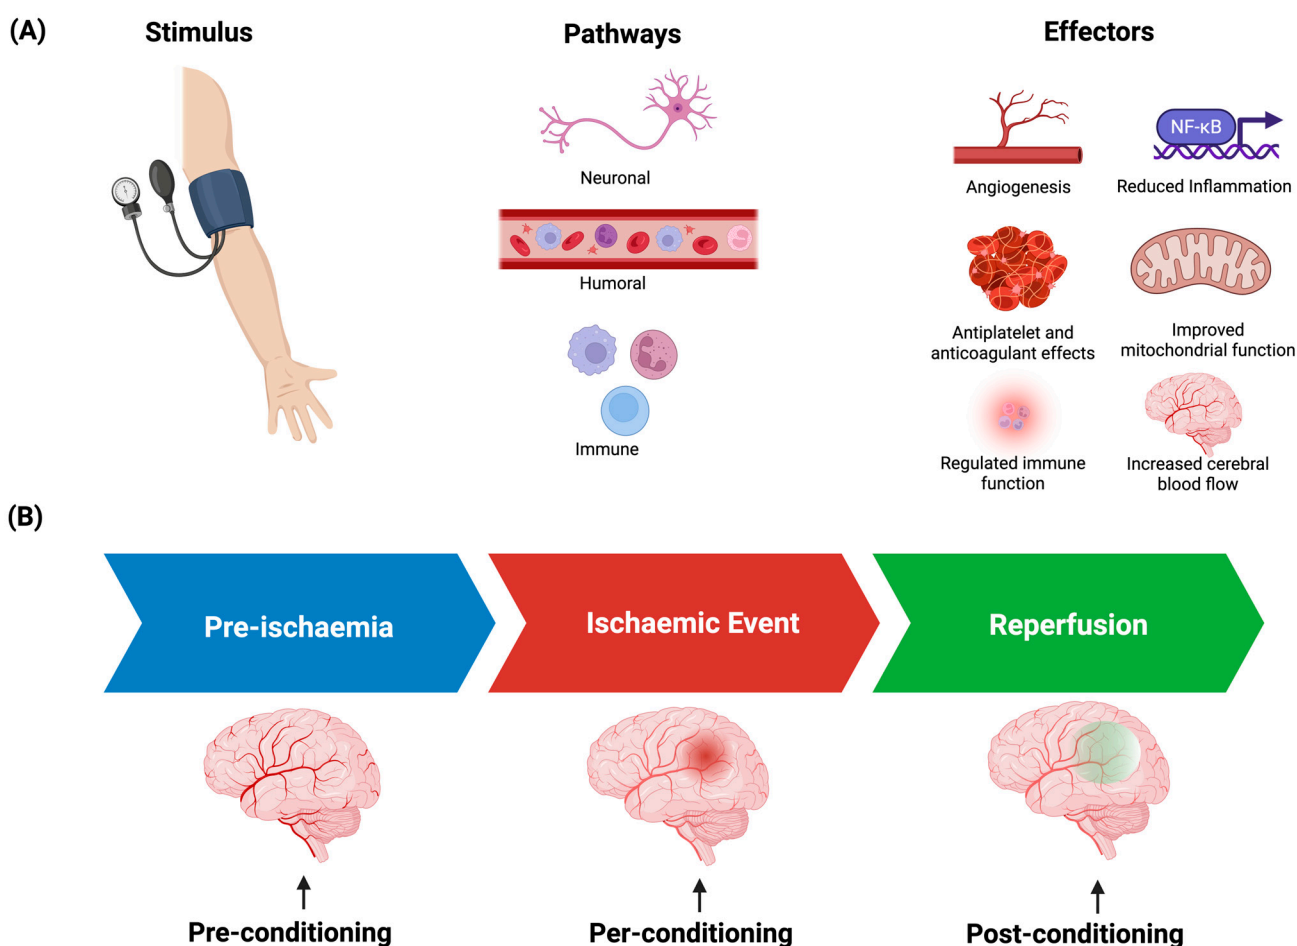 (A)
Stimulus
Pathways
Effectors
Neuronal
Humoral
Immune
NF-κB
Angiogenesis
Reduced Inflammation
Antiplatelet and
anticoagulant effects
Improved
mitochondrial function
Regulated immune
function
Increased cerebral
blood flow
(B)
Pre-ischaemia
Ischaemic Event
Reperfusion
Pre-conditioning
Per-conditioning
Post-conditioning